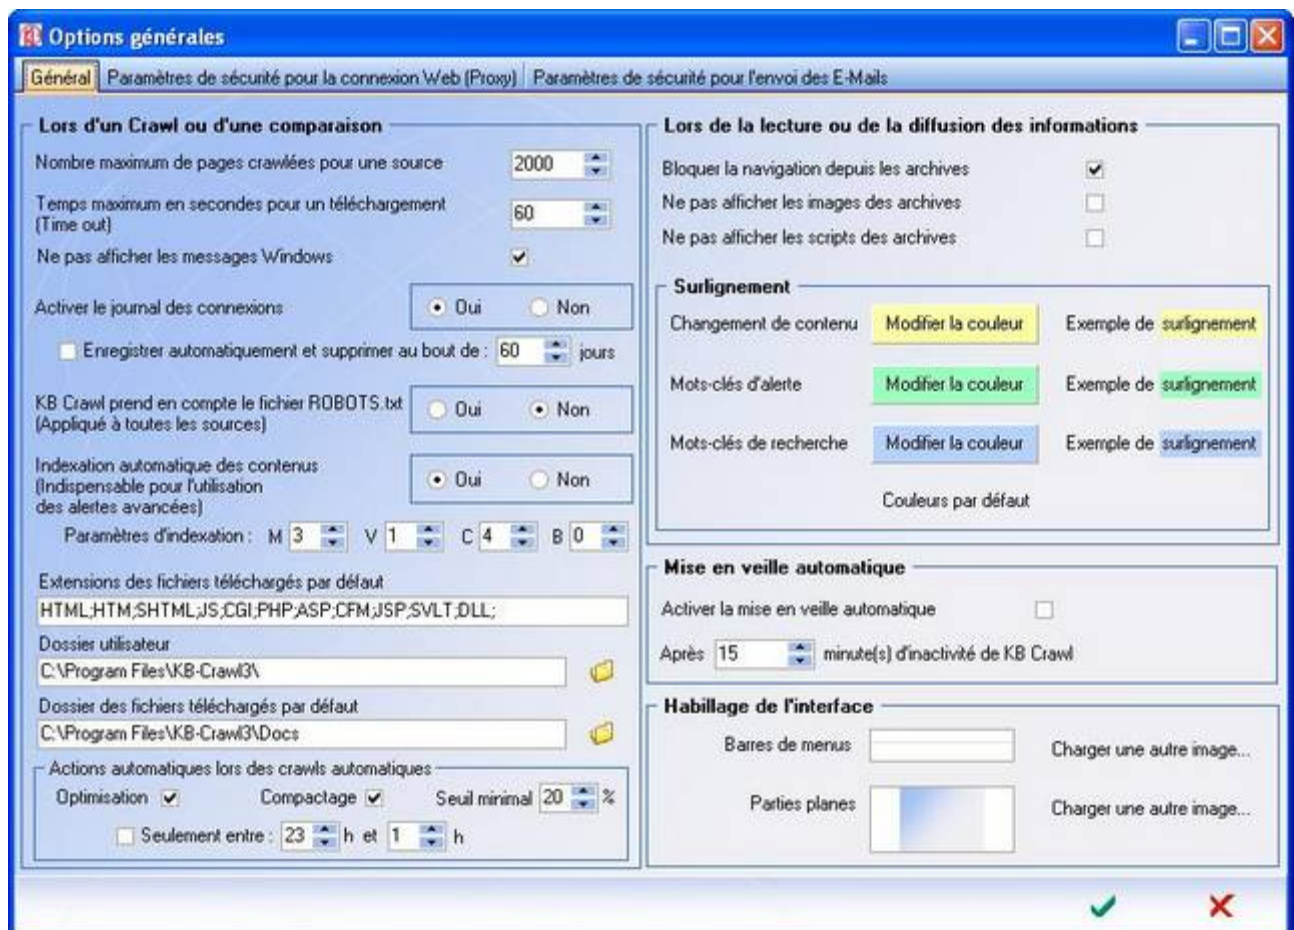 Options générales
Général
Paramètres de sécurité pour la connexion Web (Proxy)
Paramètres de sécurité pour l'envoi des E-Mails
Lors d'un Crawl ou d'une comparaison
Nombre maximum de pages crawlées pour une source 2000
Temps maximum en secondes pour un téléchargement
(Time out) 60
Ne pas afficher les messages Windows
Activer le journal des connexions Oui Non
Enregistrer automatiquement et supprimer au bout de : 60 jours
KB Crawl prend en compte le fichier ROBOTS.txt
(Appliqué à toutes les sources) Oui Non
Indexation automatique des contenus
(Indispensable pour l'utilisation Oui Non
des alertes avancées)
Paramètres d'indexation : M 3 V 1 C 4 B 0
Extensions des fichiers téléchargés par défaut
HTML;HTM;SHTML;JS;CGI;PHP;ASP;CFM;JSP;SVLT;DLL;
Dossier utilisateur
C:\Program Files\KB-Crawl3\
Dossier des fichiers téléchargés par défaut
C:\Program Files\KB-Crawl3\Docs
Actions automatiques lors des crawls automatiques
Optimisation Compactage Seuil minimal 20 %
Seulement entre : 23 h et 1 h
Lors de la lecture ou de la diffusion des informations
Bloquer la navigation depuis les archives
Ne pas afficher les images des archives
Ne pas afficher les scripts des archives
Surlignement
Changement de contenu Modifier la couleur Exemple de surlignement
Mots-clés d'alerte Modifier la couleur Exemple de surlignement
Mots-clés de recherche Modifier la couleur Exemple de surlignement
Couleurs par défaut
Mise en veille automatique
Activer la mise en veille automatique
Après 15 minute(s) d'inactivité de KB Crawl
Habillage de l'interface
Barres de menus Charger une autre image...
Parties planes Charger une autre image...